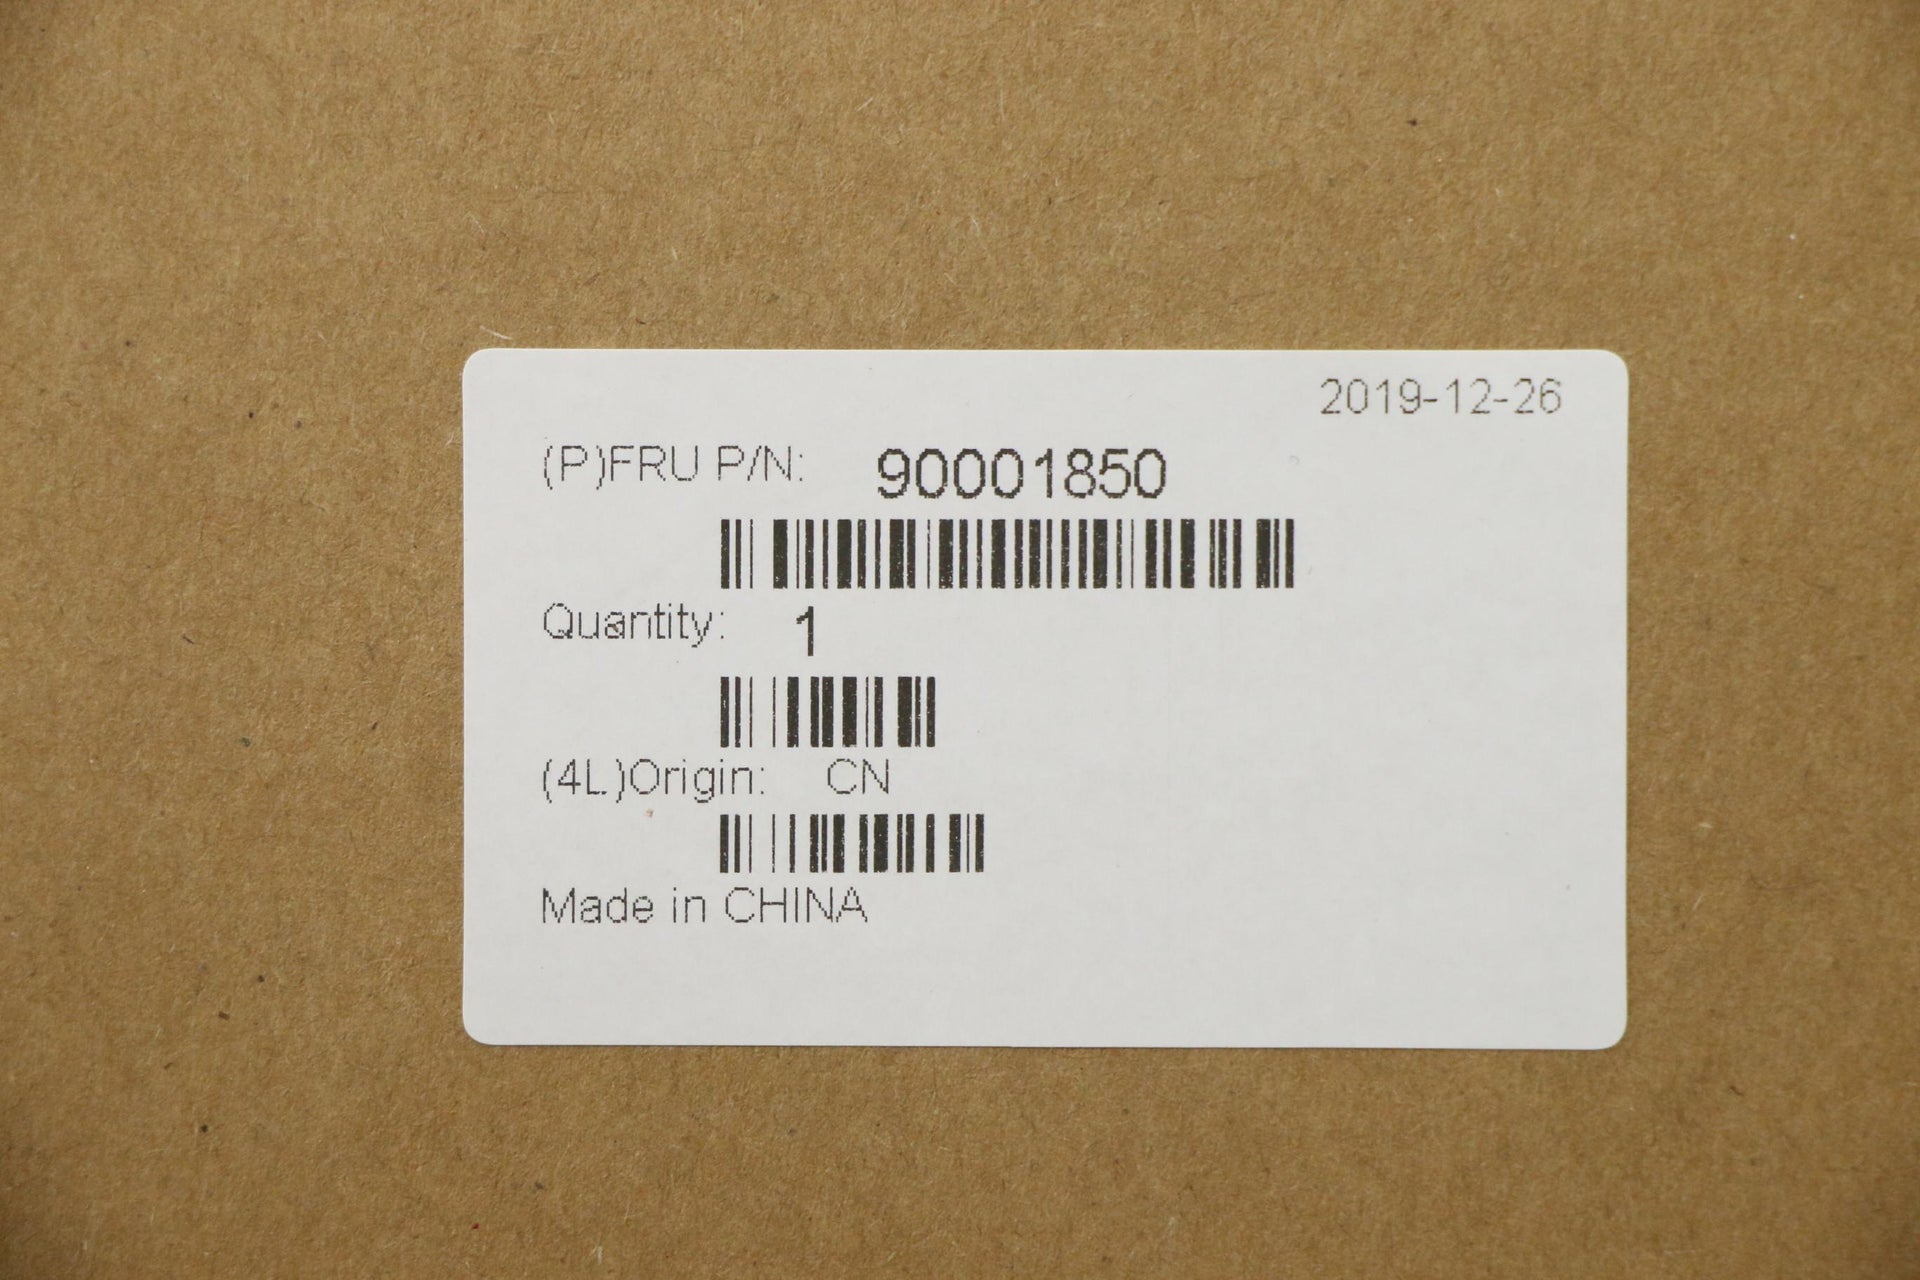 2019-12-26
(P)FRU P/N: 90001850
Quantity: 1
(4L)Origin: CN
Made in CHINA